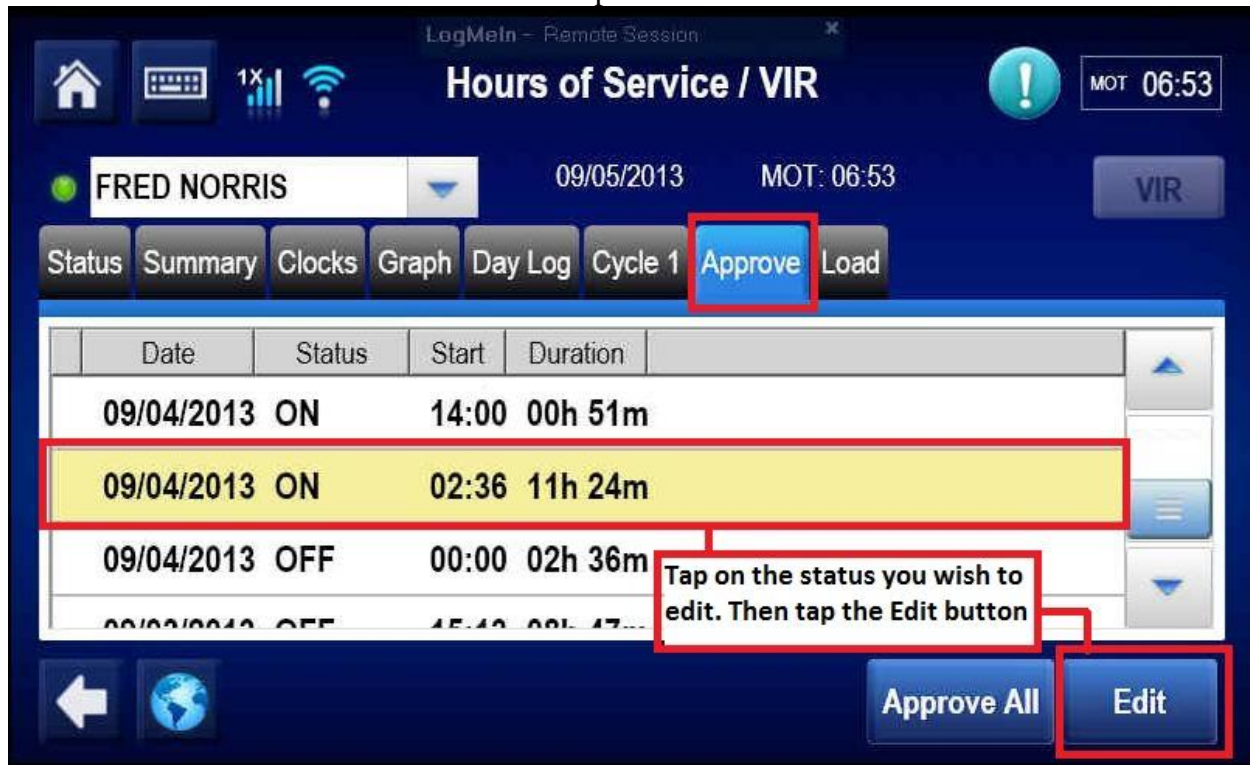 LogMeIn - Remote Session
1X
Hours of Service / VIR
MOT 06:53
FRED NORRIS
09/05/2013 MOT: 06:53
VIR
Status Summary Clocks Graph Day Log Cycle 1 Approve Load
Date Status Start Duration
09/04/2013 ON 14:00 00h 51m
09/04/2013 ON 02:36 11h 24m
09/04/2013 OFF 00:00 02h 36m
Tap on the status you wish to
edit. Then tap the Edit button
OFF
Approve All Edit